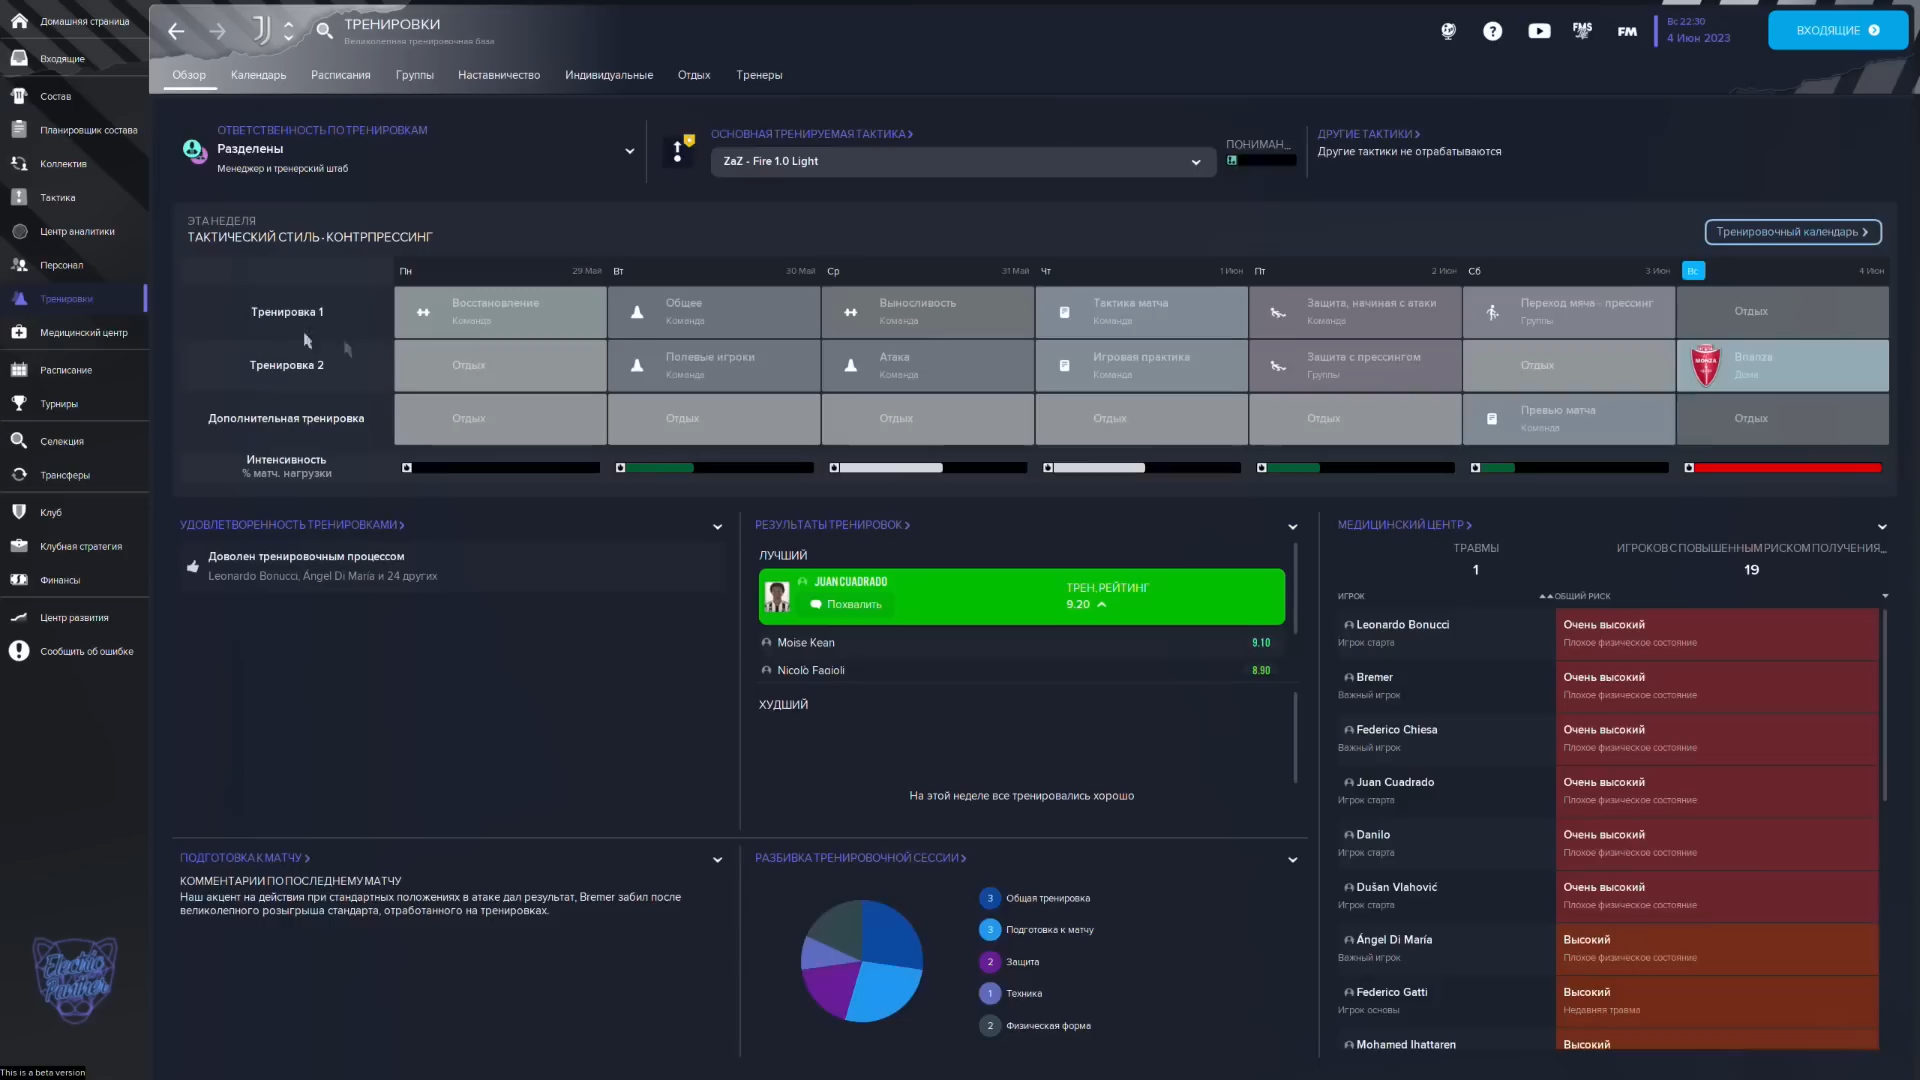 Домашняя страница
Входящие
Состав
Планировщик состава
Коллектив
Тактика
Центр аналитики
Персонал
Тренировки
Медицинский центр
Расписание
Турниры
Селекция
Трансферы
Клуб
Клубная стратегия
Финансы
Центр развития
Сообщить об ошибке
Electric
Panther
This is a beta version
ТРЕНИРОВКИ
Великолепная тренировочная база
FMS
FM
Вс 22:30
4 Июн 2023
ВХОДЯЩИЕ
Обзор Календарь Расписания Группы Наставничество Индивидуальные Отдых Тренеры
ОТВЕТСТВЕННОСТЬ ПО ТРЕНИРОВКАМ
Разделены
Менеджер и тренерский штаб
ОСНОВНАЯ ТРЕНИРУЕМАЯ ТАКТИКА >
ZaZ - Fire 1.0 Light
ПОНИМАН...
ДРУГИЕ ТАКТИКИ >
Другие тактики не отрабатываются
ЭТА НЕДЕЛЯ
ТАКТИЧЕСКИЙ СТИЛЬ - КОНТРПРЕССИНГ
Тренировочный календарь >
Пн 29 Май Вт 30 Май Ср 31 Май Чт 1 Июн Пт 2 Июн Сб 3 Июн Вс 4 Июн
Тренировка 1
Восстановление
Команда
Общее
Команда
Выносливость
Команда
Тактика матча
Команда
Защита, начиная с атаки
Команда
Переход мяча - прессинг
Группы
Отдых
Тренировка 2
Отдых
Полевые игроки
Команда
Атака
Команда
Игровая практика
Команда
Защита с прессингом
Группы
Отдых
MONZA
Brianza
Дома
Дополнительная тренировка
Отдых
Отдых
Отдых
Отдых
Отдых
Превью матча
Команда
Отдых
Интенсивность
% матч. нагрузки
УДОВЛЕТВОРЕННОСТЬ ТРЕНИРОВКАМИ >
Доволен тренировочным процессом
Leonardo Bonucci, Ángel Di María и 24 других
РЕЗУЛЬТАТЫ ТРЕНИРОВОК >
ЛУЧШИЙ
JUAN CUADRADO
Похвалить
ТРЕН. РЕЙТИНГ
9.20
Moise Kean 9.10
Nicolò Fagioli 8.90
ХУДШИЙ
На этой неделе все тренировались хорошо
МЕДИЦИНСКИЙ ЦЕНТР >
ТРАВМЫ
1
ИГРОКОВ С ПОВЫШЕННЫМ РИСКОМ ПОЛУЧЕНИЯ...
19
ИГРОК ОБЩИЙ РИСК
Leonardo Bonucci Очень высокий
Игрок старта Плохое физическое состояние
Bremer Очень высокий
Важный игрок Плохое физическое состояние
Federico Chiesa Очень высокий
Важный игрок Плохое физическое состояние
Juan Cuadrado Очень высокий
Игрок старта Плохое физическое состояние
Danilo Очень высокий
Игрок старта Плохое физическое состояние
Dušan Vlahović Очень высокий
Игрок старта Плохое физическое состояние
Ángel Di María Высокий
Важный игрок Плохое физическое состояние
Federico Gatti Высокий
Игрок основы Недавняя травма
Mohamed Ihattaren Высокий
ПОДГОТОВКА К МАТЧУ >
КОММЕНТАРИИ ПО ПОСЛЕДНЕМУ МАТЧУ
Наш акцент на действия при стандартных положениях в атаке дал результат, Bremer забил после
великолепного розыгрыша стандарта, отработанного на тренировках.
РАЗБИВКА ТРЕНИРОВОЧНОЙ СЕССИИ >
3 Общая тренировка
3 Подготовка к матчу
2 Защита
1 Техника
2 Физическая форма